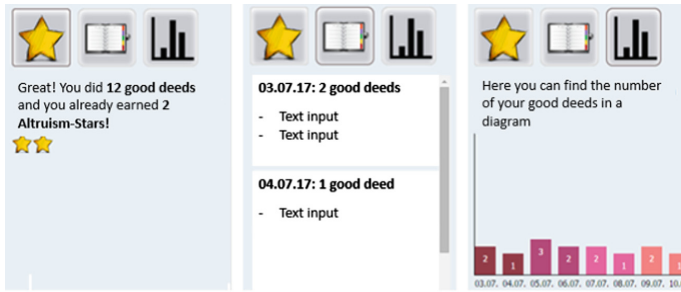 Great! You did 12 good deeds
and you already earned 2
Altruism-Stars!
03.07.17: 2 good deeds
- Text input
- Text input
04.07.17: 1 good deed
- Text input
Here you can find the number
of your good deeds in a
diagram
2 1 3 2 2 1 2 1
03.07. 04.07. 05.07. 06.07. 07.07. 08.07. 09.07. 10.